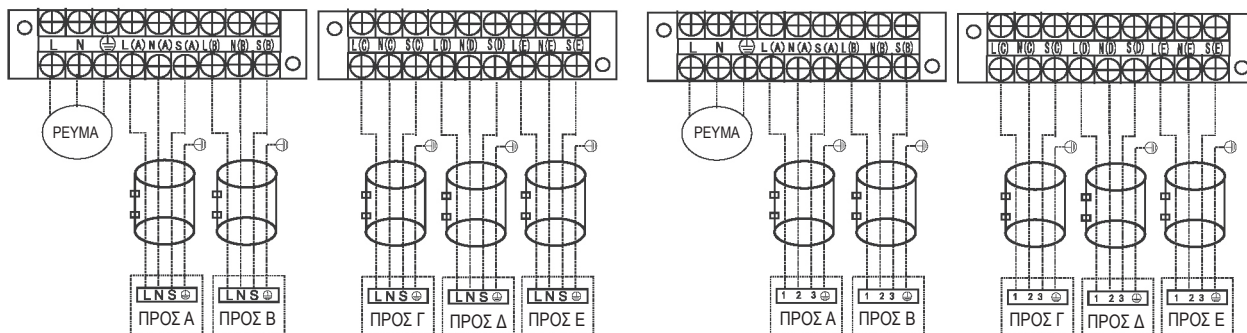 L N L(A) N(A) S(A) L(B) N(B) S(B)
L(C) N(C) S(C) L(D) N(D) S(D) L(E) N(E) S(E)
ΡΕΥΜΑ
LNS
LNS
LNS
LNS
LNS
ΠΡΟΣ Α
ΠΡΟΣ Β
ΠΡΟΣ Γ
ΠΡΟΣ Δ
ΠΡΟΣ Ε
L N L(A) N(A) S(A) L(B) N(B) S(B)
L(C) N(C) S(C) L(D) N(D) S(D) L(E) N(E) S(E)
ΡΕΥΜΑ
1 2 3
1 2 3
1 2 3
1 2 3
1 2 3
ΠΡΟΣ Α
ΠΡΟΣ Β
ΠΡΟΣ Γ
ΠΡΟΣ Δ
ΠΡΟΣ Ε